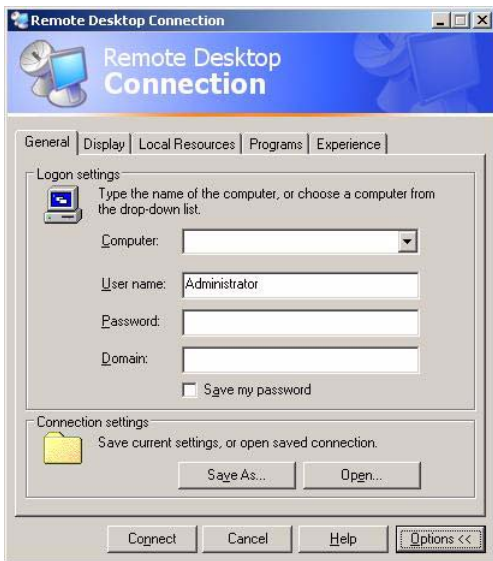 Remote Desktop Connection
Remote Desktop
Connection
General Display Local Resources Programs Experience
Logon settings
Type the name of the computer, or choose a computer from
the drop-down list.
Computer:
User name: Administrator
Password:
Domain:
Save my password
Connection settings
Save current settings, or open saved connection.
Save As... Open...
Connect Cancel Help Options <<